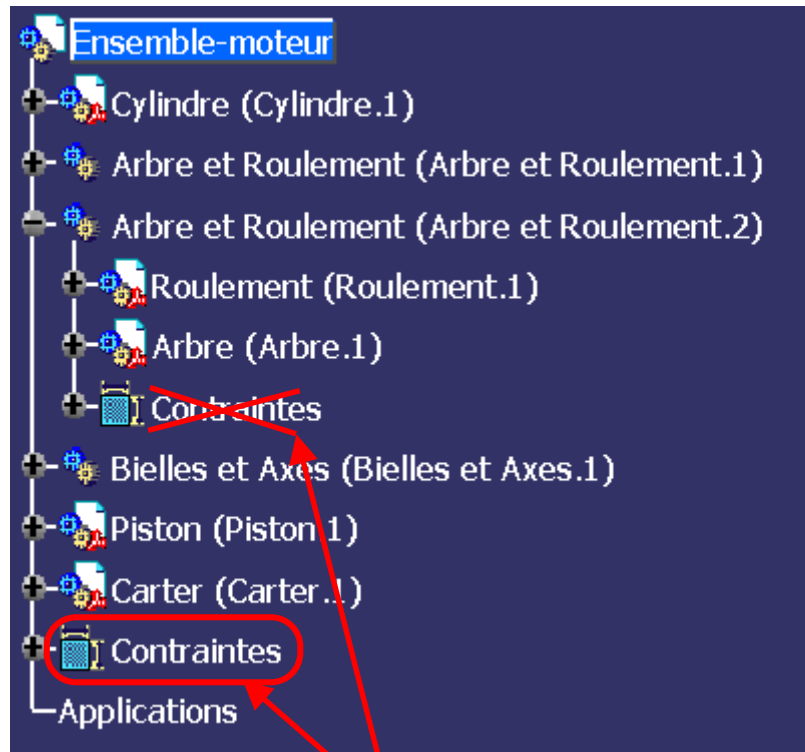 Ensemble-moteur
Cylindre (Cylindre.1)
Arbre et Roulement (Arbre et Roulement.1)
Arbre et Roulement (Arbre et Roulement.2)
Roulement (Roulement.1)
Arbre (Arbre.1)
Contraintes
Bielles et Axes (Bielles et Axes.1)
Piston (Piston.1)
Carter (Carter.1)
Contraintes
Applications